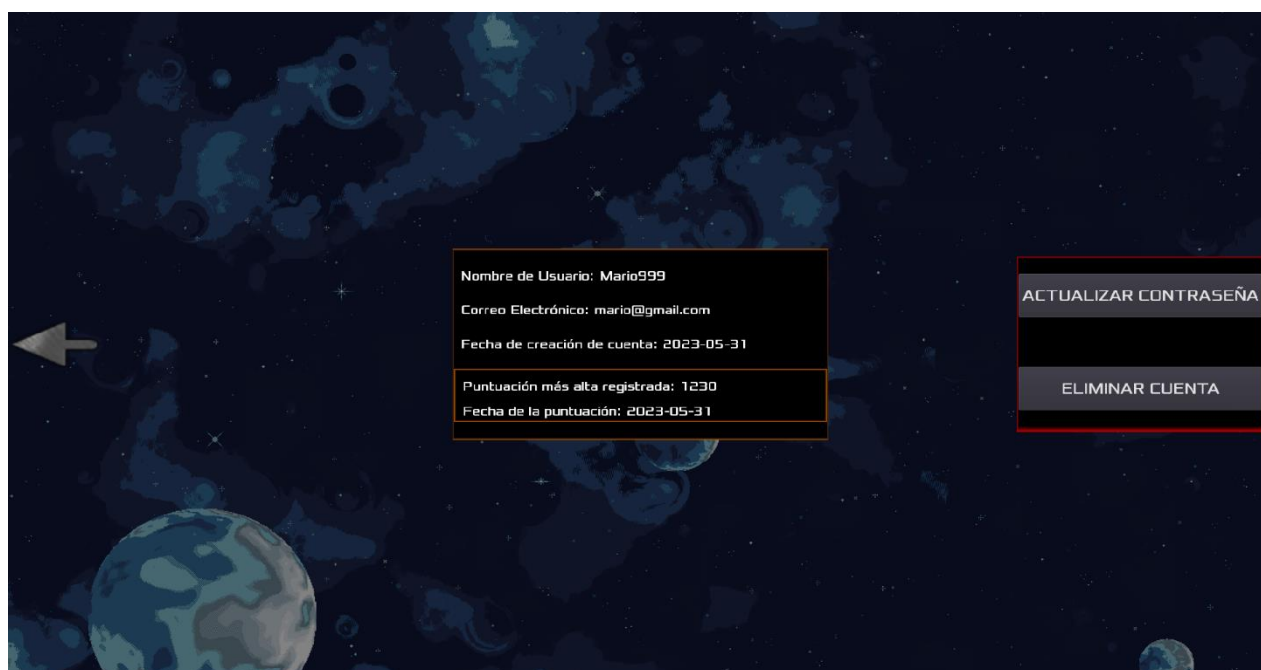 Nombre de Usuario: Mario999
Correo Electrónico: mario@gmail.com
Fecha de creación de cuenta: 2023-05-31
Puntuación más alta registrada: 1230
Fecha de la puntuación: 2023-05-31
ACTUALIZAR CONTRASEÑA
ELIMINAR CUENTA